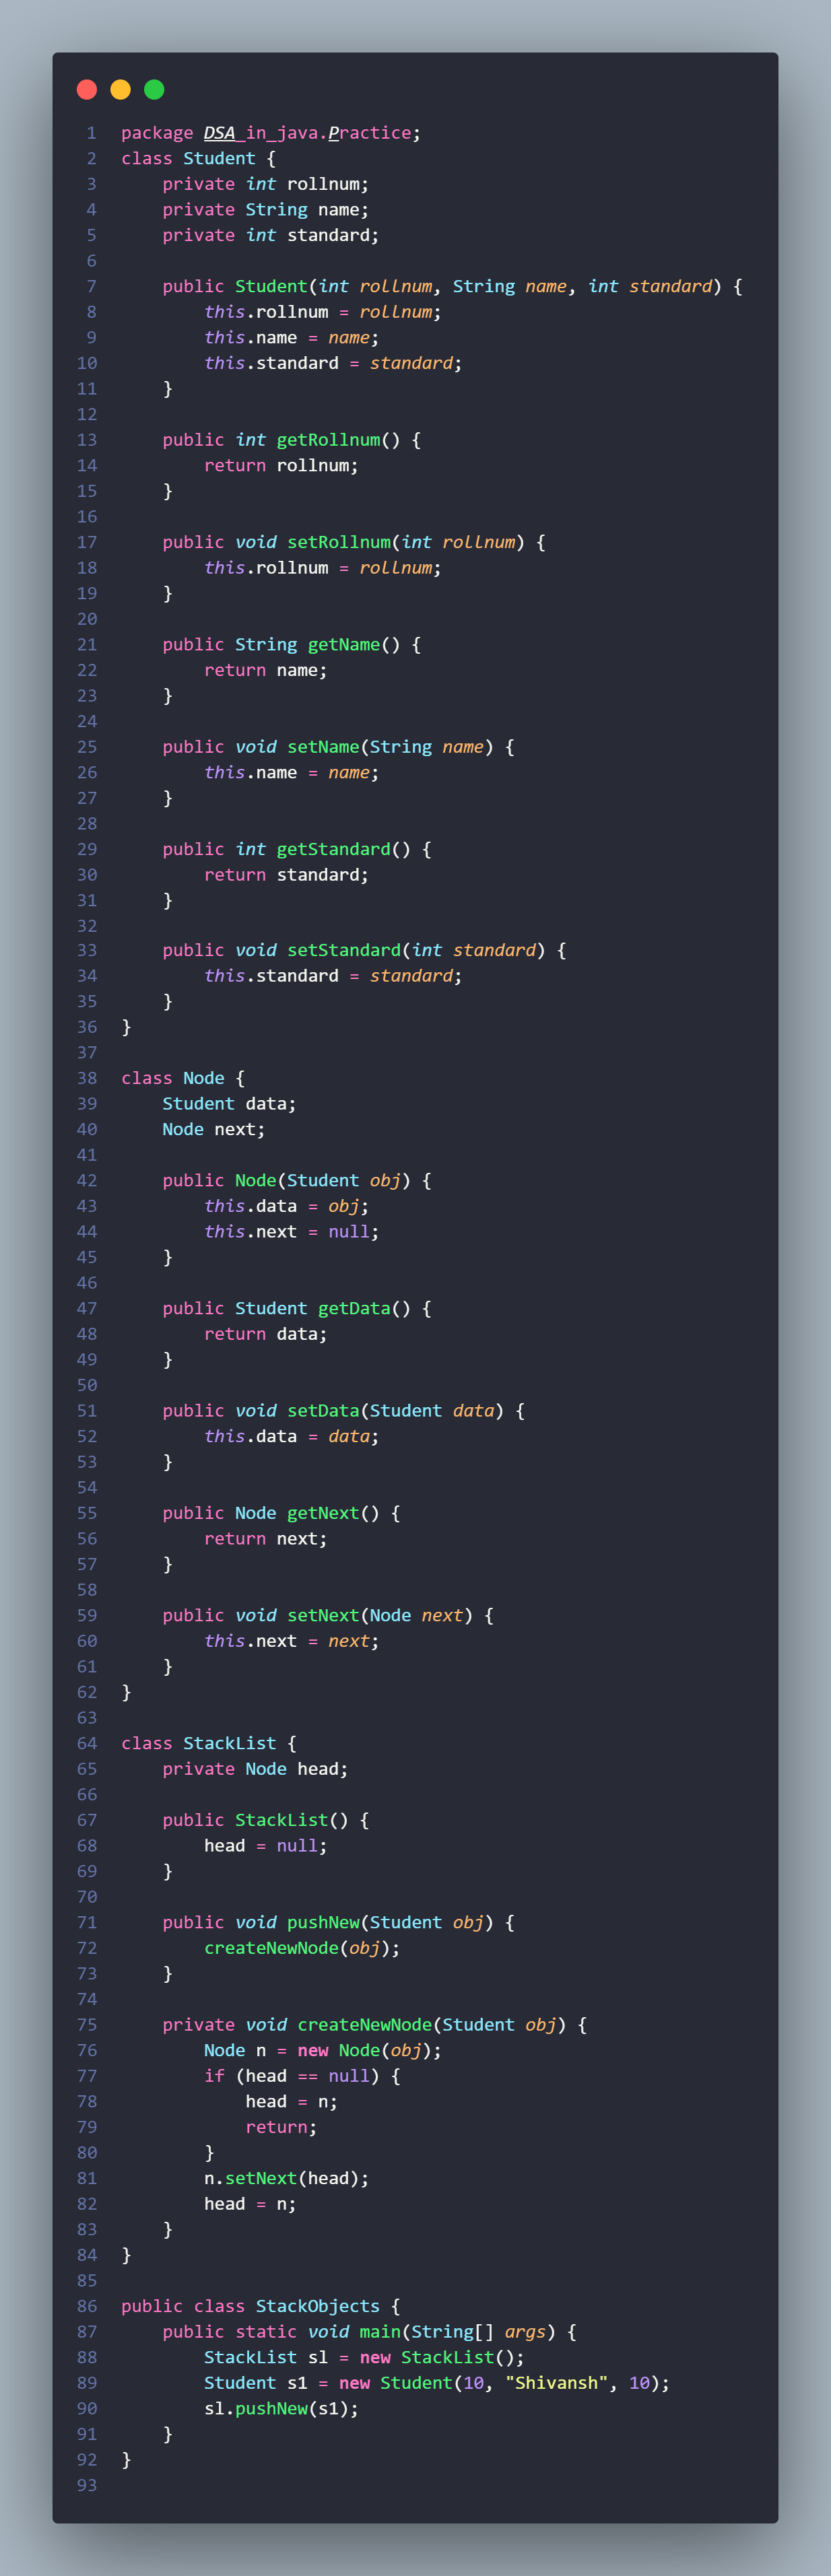 1 package DSA_in_java.Practice;
2 class Student {
3     private int rollnum;
4     private String name;
5     private int standard;
6
7     public Student(int rollnum, String name, int standard) {
8         this.rollnum = rollnum;
9         this.name = name;
10         this.standard = standard;
11     }
12
13     public int getRollnum() {
14         return rollnum;
15     }
16
17     public void setRollnum(int rollnum) {
18         this.rollnum = rollnum;
19     }
20
21     public String getName() {
22         return name;
23     }
24
25     public void setName(String name) {
26         this.name = name;
27     }
28
29     public int getStandard() {
30         return standard;
31     }
32
33     public void setStandard(int standard) {
34         this.standard = standard;
35     }
36 }
37
38 class Node {
39     Student data;
40     Node next;
41
42     public Node(Student obj) {
43         this.data = obj;
44         this.next = null;
45     }
46
47     public Student getData() {
48         return data;
49     }
50
51     public void setData(Student data) {
52         this.data = data;
53     }
54
55     public Node getNext() {
56         return next;
57     }
58
59     public void setNext(Node next) {
60         this.next = next;
61     }
62 }
63
64 class StackList {
65     private Node head;
66
67     public StackList() {
68         head = null;
69     }
70
71     public void pushNew(Student obj) {
72         createNewNode(obj);
73     }
74
75     private void createNewNode(Student obj) {
76         Node n = new Node(obj);
77         if (head == null) {
78             head = n;
79             return;
80         }
81         n.setNext(head);
82         head = n;
83     }
84 }
85
86 public class StackObjects {
87     public static void main(String[] args) {
88         StackList sl = new StackList();
89         Student s1 = new Student(10, "Shivansh", 10);
90         sl.pushNew(s1);
91     }
92 }
93